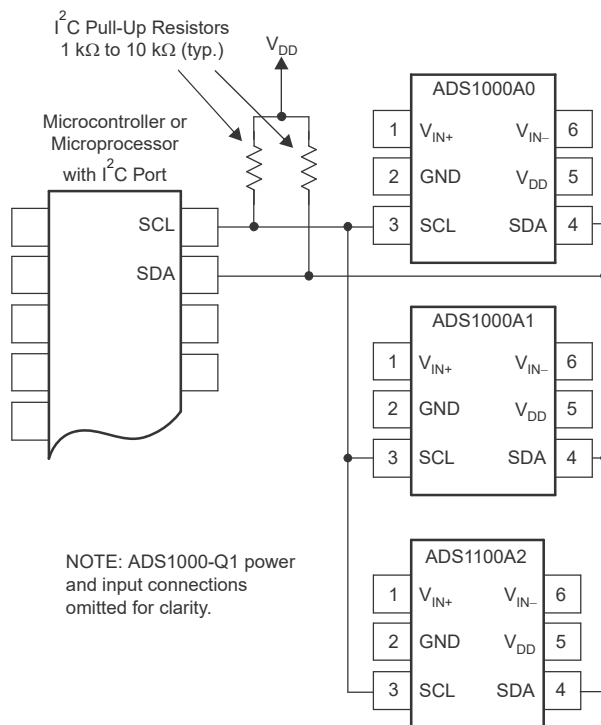 I²C Pull-Up Resistors
1 kΩ to 10 kΩ (typ.)
V_DD
Microcontroller or
Microprocessor
with I²C Port
SCL
SDA
ADS1000A0
1 V_IN+ V_IN– 6
2 GND V_DD 5
3 SCL SDA 4
ADS1000A1
1 V_IN+ V_IN– 6
2 GND V_DD 5
3 SCL SDA 4
ADS1100A2
1 V_IN+ V_IN– 6
2 GND V_DD 5
3 SCL SDA 4
NOTE: ADS1000-Q1 power
and input connections
omitted for clarity.